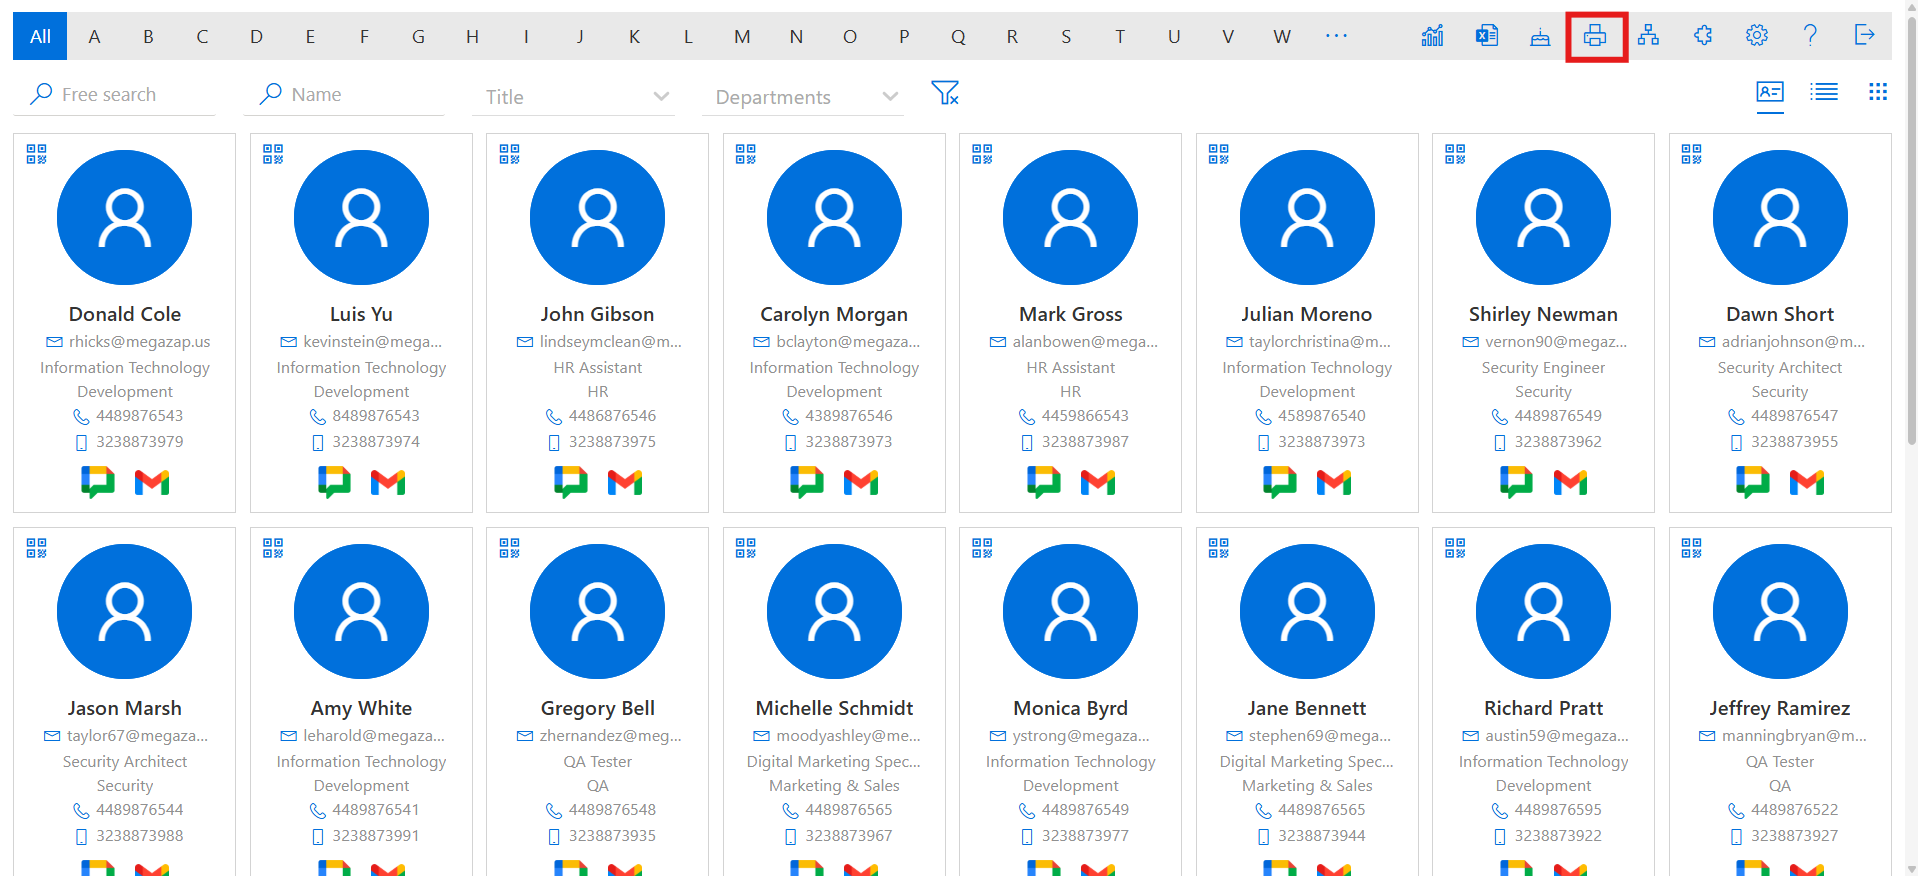 All A B C D E F G H I J K L M N O P Q R S T U V W ...
Free search Name Title Departments
Donald Cole
rhicks@megazap.us
Information Technology
Development
4489876543
3238873979
Luis Yu
kevinstein@mega...
Information Technology
Development
8489876543
3238873974
John Gibson
lindseymclean@m...
HR Assistant
HR
4486876546
3238873975
Carolyn Morgan
bclayton@megaza...
Information Technology
Development
4389876546
3238873973
Mark Gross
alanbowen@mega...
HR Assistant
HR
4459866543
3238873987
Julian Moreno
taylorchristina@m...
Information Technology
Development
4589876540
3238873973
Shirley Newman
vernon90@megaz...
Security Engineer
Security
4489876549
3238873962
Dawn Short
adrianjohnson@m...
Security Architect
Security
4489876547
3238873955
Jason Marsh
taylor67@megaza...
Security Architect
Security
4489876544
3238873988
Amy White
leharold@megaza...
Information Technology
Development
4489876541
3238873991
Gregory Bell
zhernandez@meg...
QA Tester
QA
4489876548
3238873935
Michelle Schmidt
moodyashley@me...
Digital Marketing Spec...
Marketing & Sales
4489876565
3238873967
Monica Byrd
ystrong@megaza...
Information Technology
Development
4489876549
3238873977
Jane Bennett
stephen69@mega...
Digital Marketing Spec...
Marketing & Sales
4489876565
3238873944
Richard Pratt
austin59@megaza...
Information Technology
Development
4489876595
3238873922
Jeffrey Ramirez
manningbryan@m...
QA Tester
QA
4489876522
3238873927